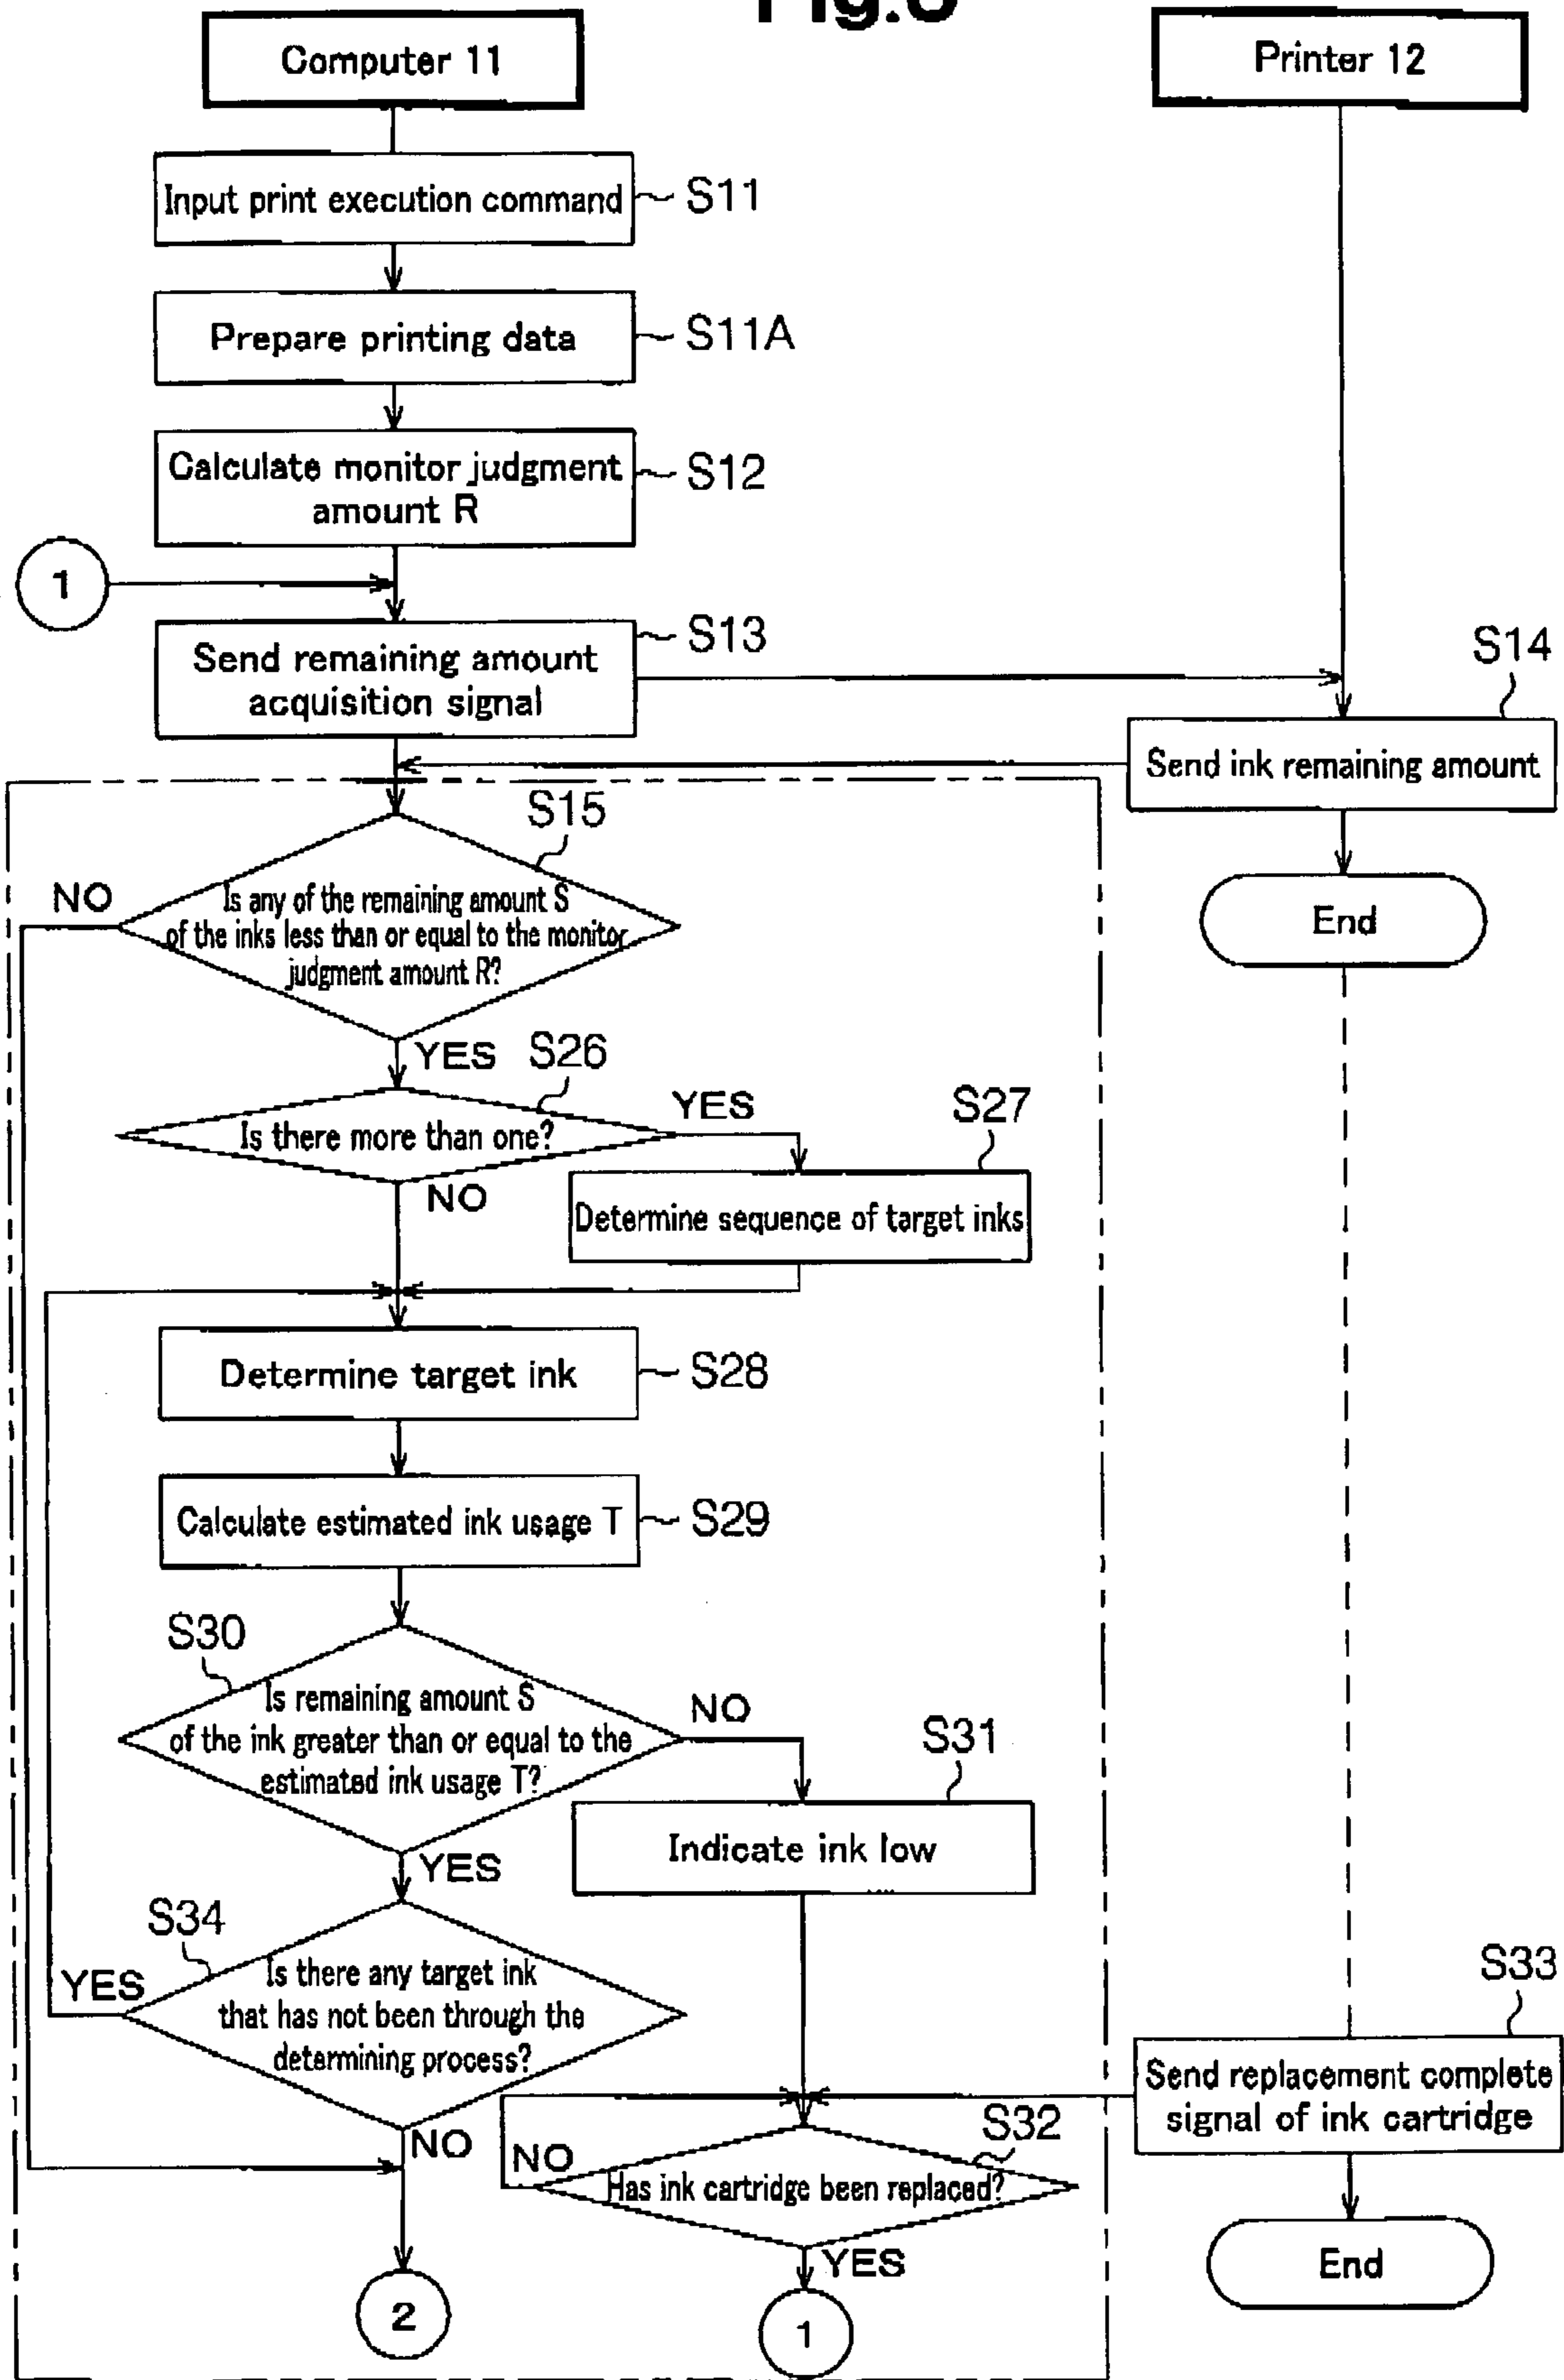 Computer 11
Printer 12
Input print execution command
S11
Prepare printing data
S11A
Calculate monitor judgment
amount R
S12
1
Send remaining amount
acquisition signal
S13
S14
Send ink remaining amount
End
S15
NO
Is any of the remaining amount S
of the inks less than or equal to the monitor
judgment amount R?
YES
S26
Is there more than one?
YES
S27
NO
Determine sequence of target inks
Determine target ink
S28
Calculate estimated ink usage T
S29
S30
Is remaining amount S
of the ink greater than or equal to the
estimated ink usage T?
NO
S31
Indicate ink low
YES
S34
YES
Is there any target ink
that has not been through the
determining process?
S33
Send replacement complete
signal of ink cartridge
NO
S32
NO
Has ink cartridge been replaced?
YES
End
2
1